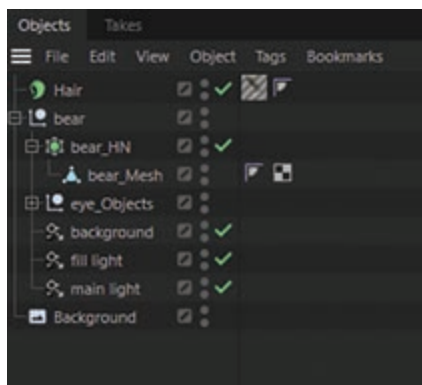 Objects Takes
File Edit View Object Tags Bookmarks
Hair
bear
bear_HN
bear_Mesh
eye_Objects
background
fill light
main light
Background